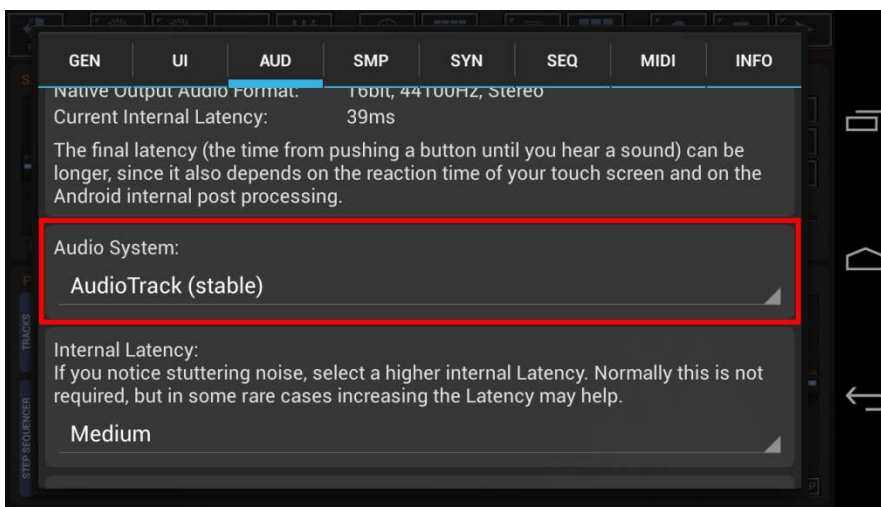 GEN UI AUD SMP SYN SEQ MIDI INFO
Native Output Audio Format: 16bit, 44100Hz, Stereo
Current Internal Latency: 39ms
The final latency (the time from pushing a button until you hear a sound) can be
longer, since it also depends on the reaction time of your touch screen and on the
Android internal post processing.
Audio System:
AudioTrack (stable)
Internal Latency:
If you notice stuttering noise, select a higher internal Latency. Normally this is not
required, but in some rare cases increasing the Latency may help.
Medium
TRACKS
STEP SEQUENCER